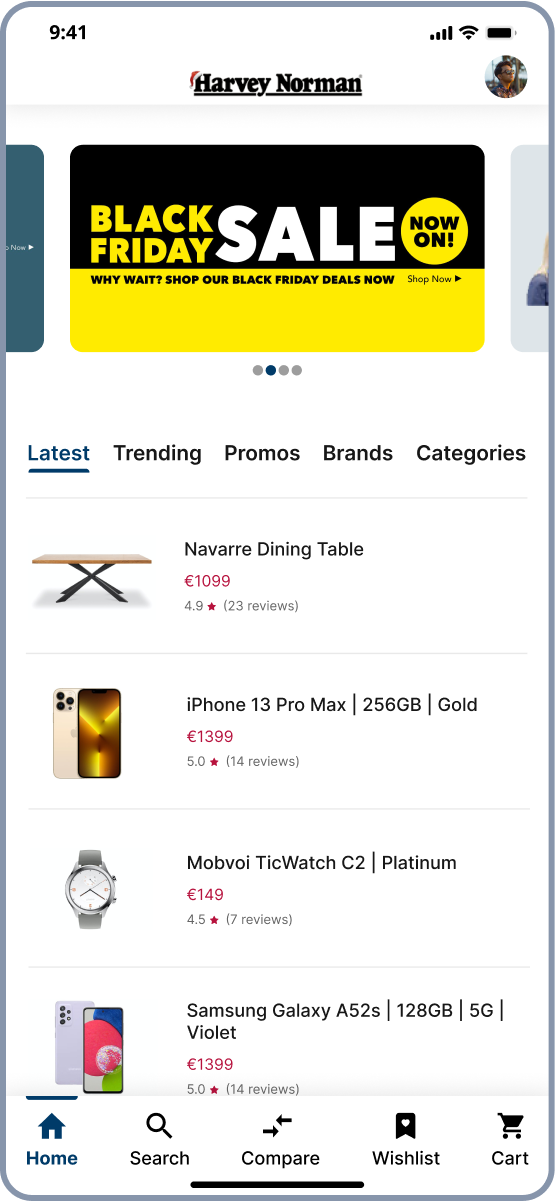 9:41
Harvey Norman
Now ▶
BLACK FRIDAY SALE NOW ON!
WHY WAIT? SHOP OUR BLACK FRIDAY DEALS NOW Shop Now ▶
Latest Trending Promos Brands Categories
Navarre Dining Table
€1099
4.9 ★ (23 reviews)
iPhone 13 Pro Max | 256GB | Gold
€1399
5.0 ★ (14 reviews)
Mobvoi TicWatch C2 | Platinum
€149
4.5 ★ (7 reviews)
Samsung Galaxy A52s | 128GB | 5G |
Violet
€1399
5.0 ★ (14 reviews)
Home Search Compare Wishlist Cart